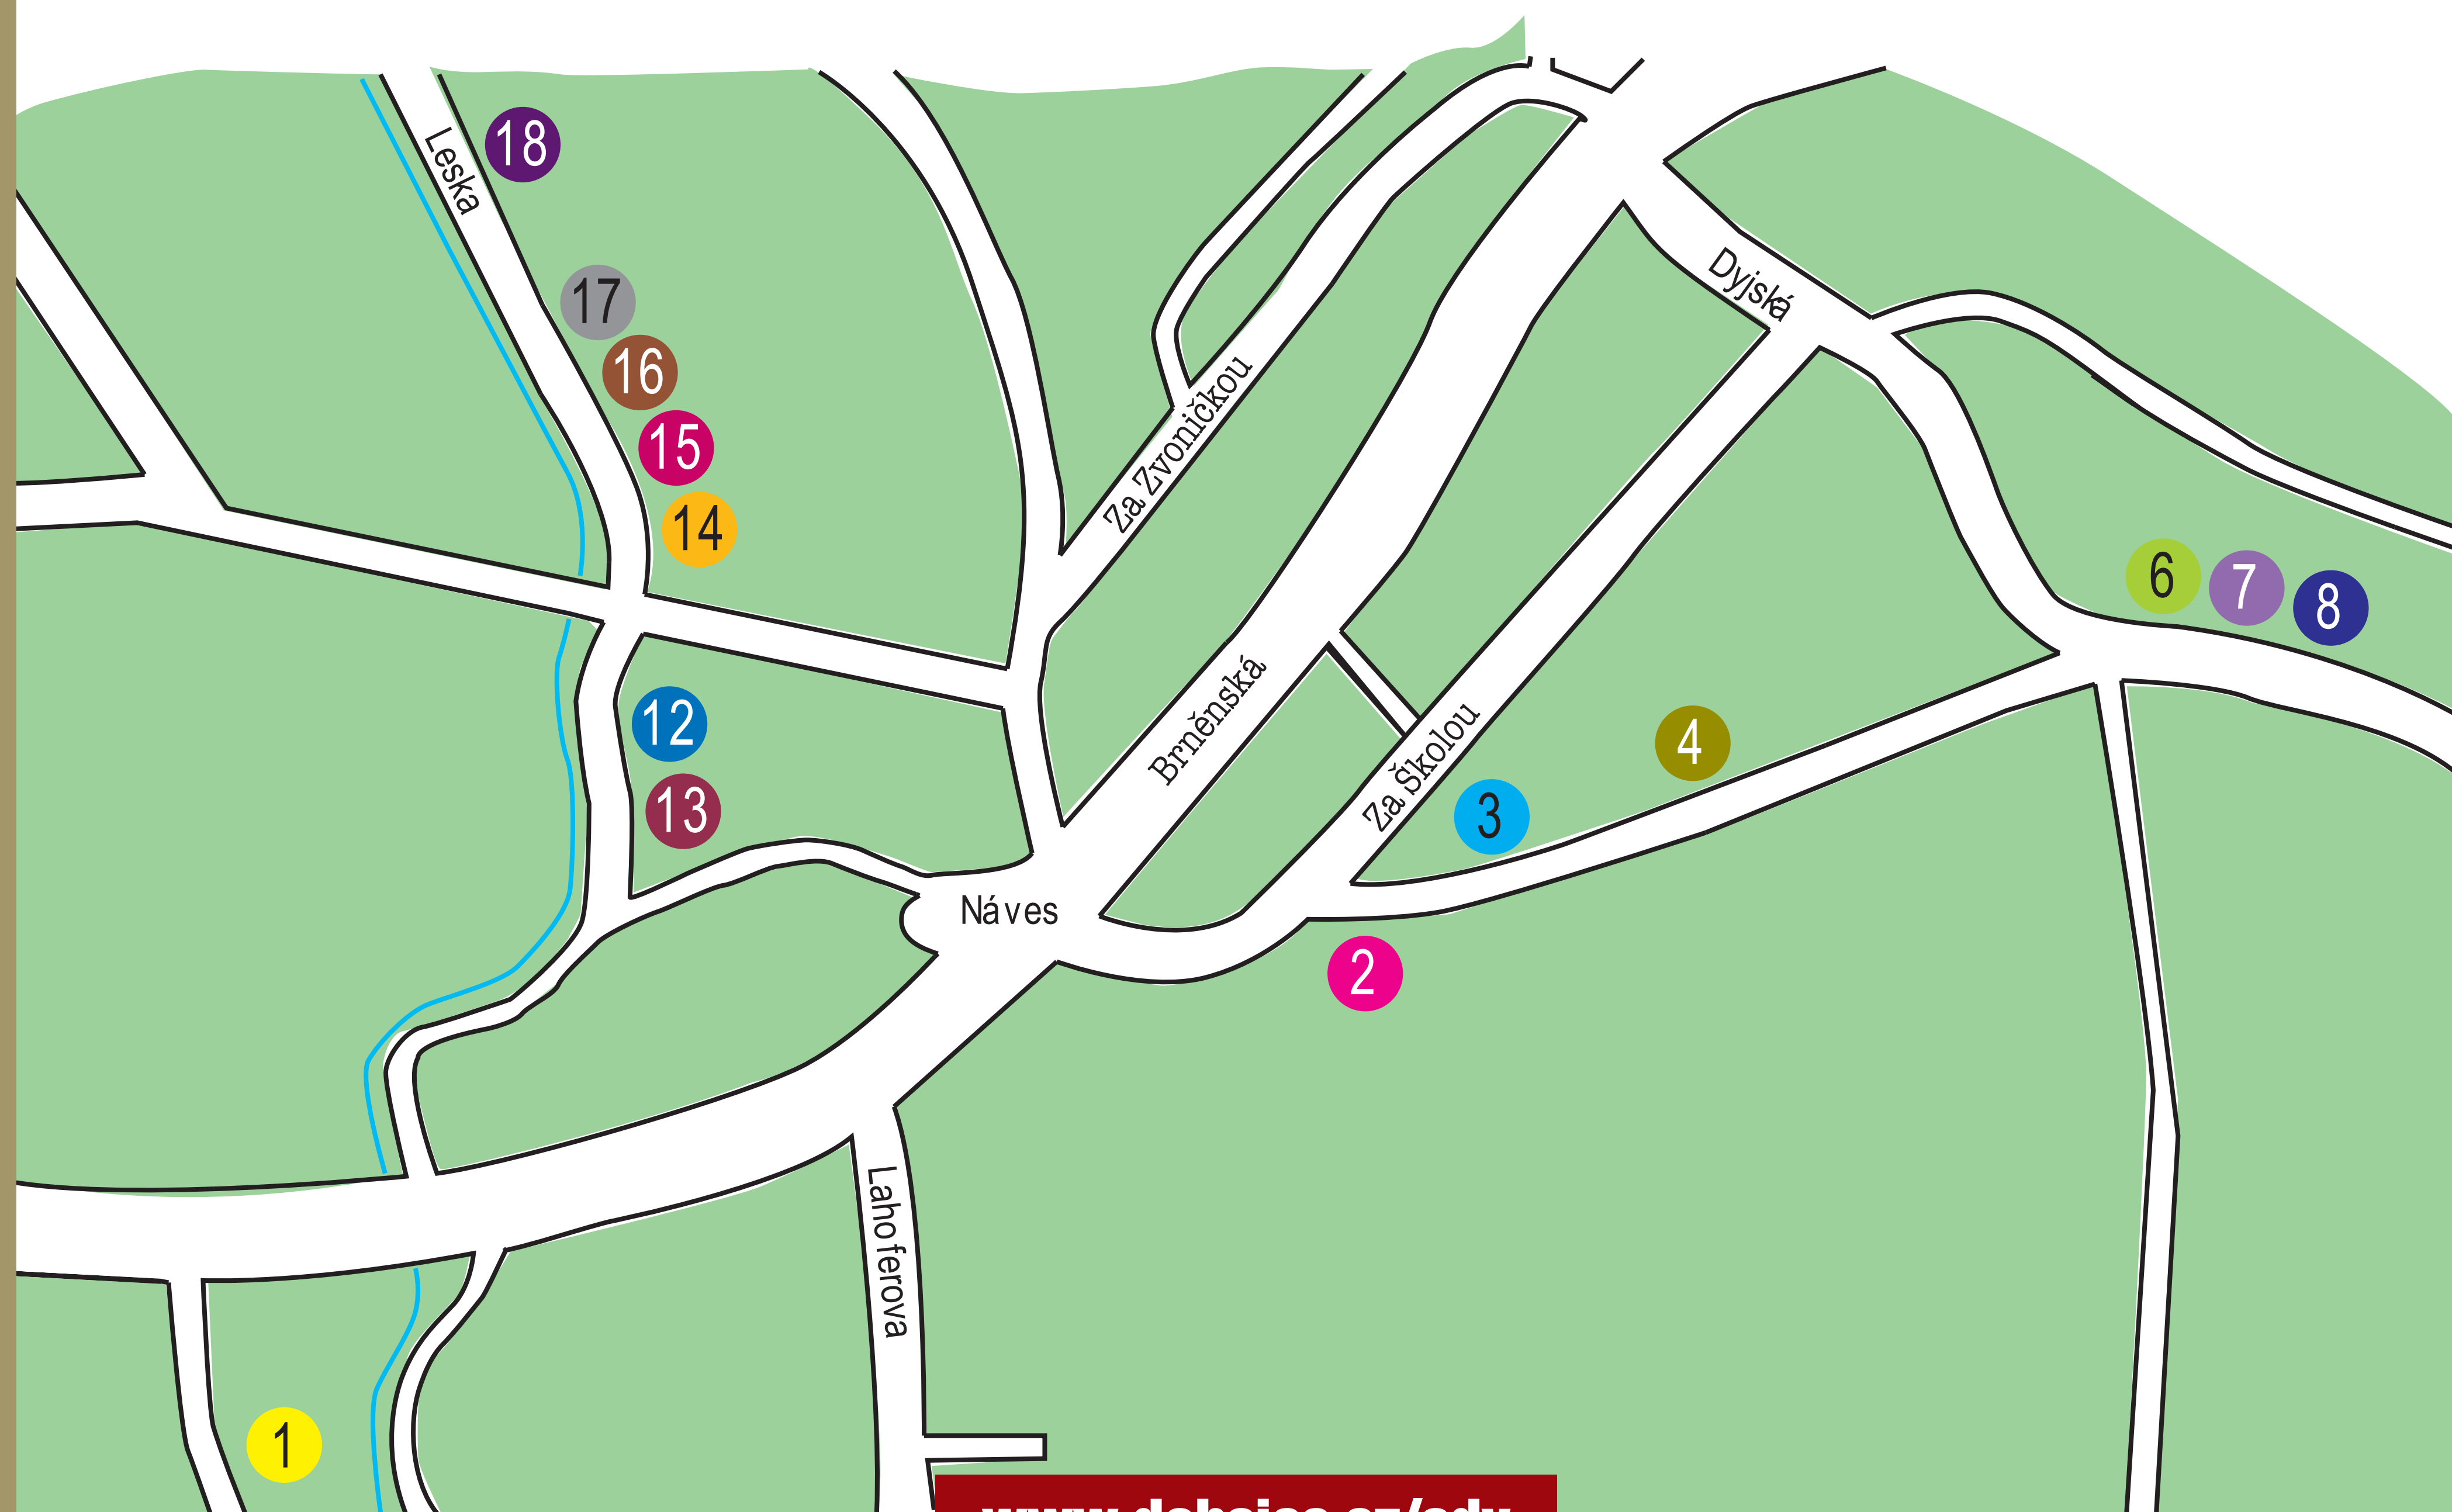 Leska
18
17
16
15
14
12
13
Za Zvoničkou
Brněnská
Dyjská
Za Školou
6
7
8
4
3
2
Náves
Lahoferova
1